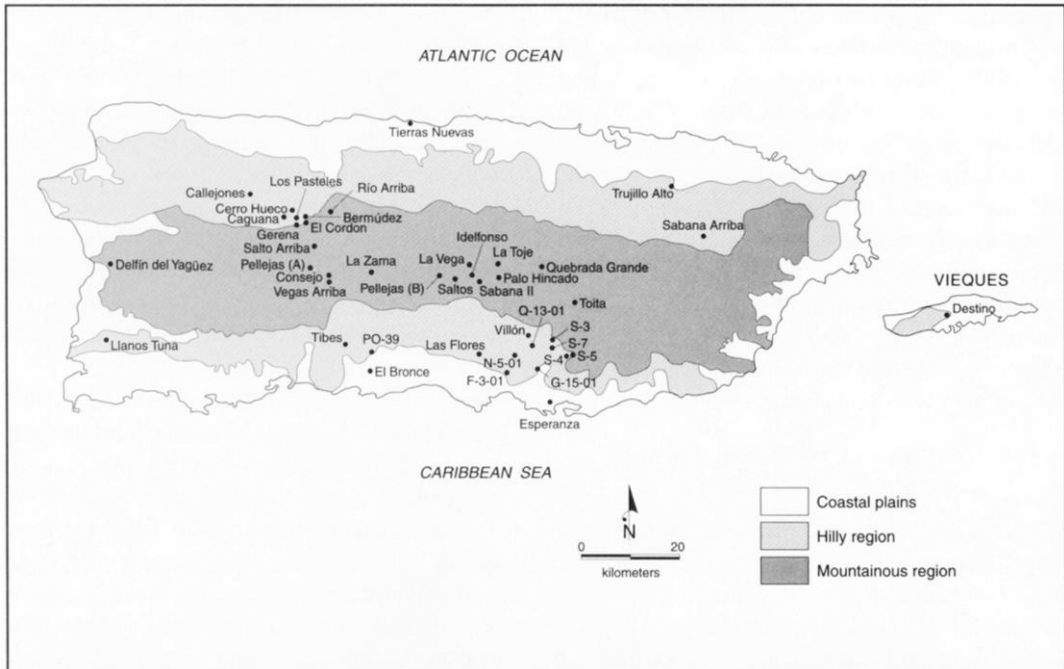 ATLANTIC OCEAN
Tierras Nuevas
Los Pasteles
Río Arriba
Callejones
Trujillo Alto
Cerro Hueco
Caguana
Bermúdez
El Cordon
Gerena
Sabana Arriba
Idelfonso
Salto Arriba
La Vega
La Toje
Delfín del Yagüez
Pellejas (A)
La Zama
Quebrada Grande
Consejo
Palo Hincado
Vegas Arriba
Pellejas (B)
Saltos
Sabana II
VIEQUES
Destino
Toita
Q-13-01
Villón
S-3
Tibes
PO-39
Llanos Tuna
Las Flores
S-7
N-5-01
S-4
S-5
El Bronce
F-3-01
G-15-01
Esperanza
CARIBBEAN SEA
N
0 20
kilometers
Coastal plains
Hilly region
Mountainous region